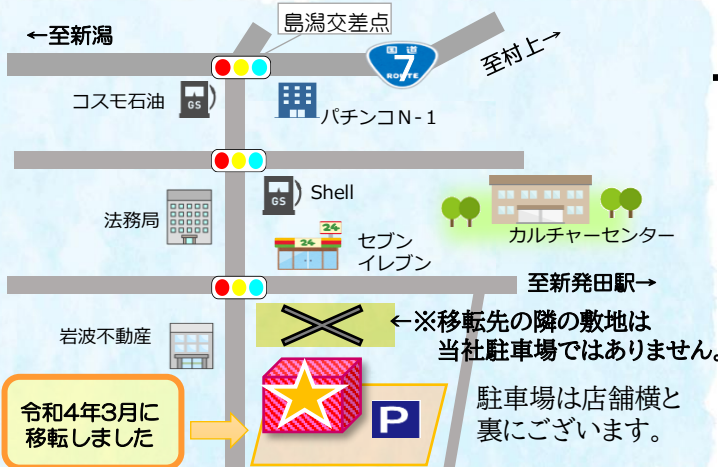 島潟交差点
←至新潟
国道
7
ROUTE
至村上→
コスモ石油
GS
パチンコN-1
GS
Shell
法務局
24
24
セブン
イレブン
カルチャーセンター
至新発田駅→
岩波不動産
←※移転先の隣の敷地は
当社駐車場ではありません。
令和4年3月に
移転しました
P
駐車場は店舗横と
裏にございます。